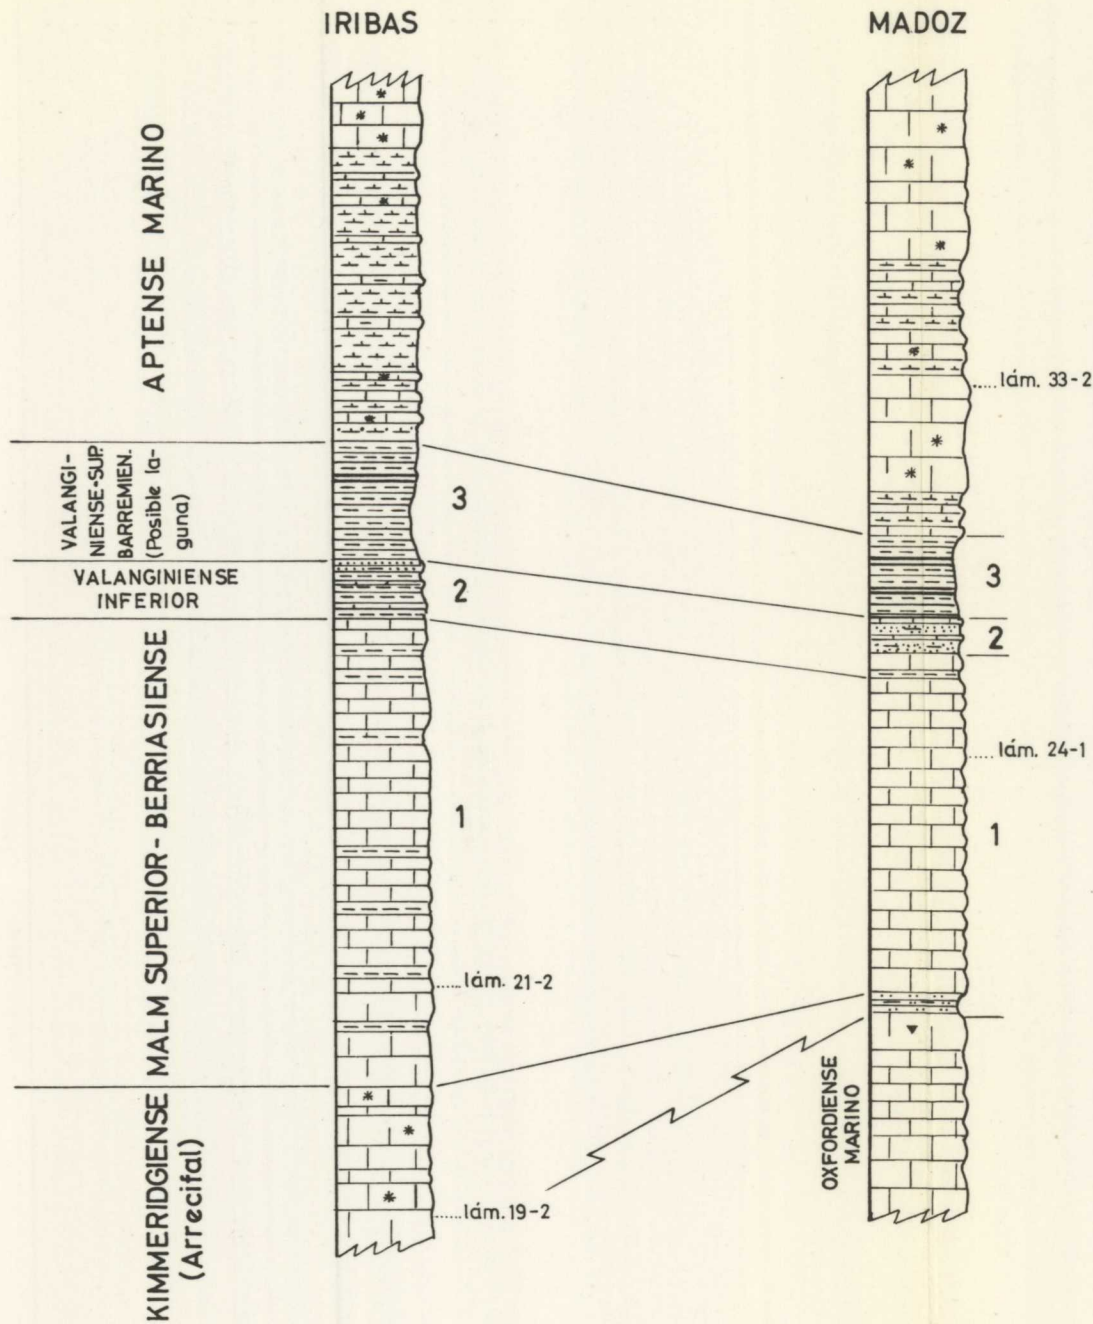 IRIBAS
MADOZ
APTENSE MARINO
lám. 33-2
VALANGI-
NIENSE-SUP.
BARREMIEN.
(Posible la-
guna)
3
3
VALANGINIENSE
INFERIOR
2
2
MALM SUPERIOR-BERRIASIENSE
lám. 24-1
1
1
lám. 21-2
KIMMERIDGIENSE
(Arrecifal)
OXFORDIENSE
MARINO
lám. 19-2